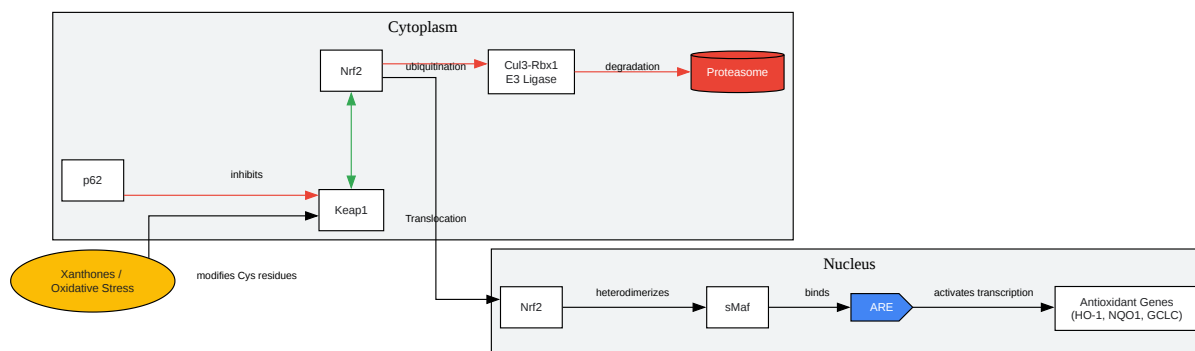 Cytoplasm
Nrf2
ubiquitination
Cul3-Rbx1
E3 Ligase
degradation
Proteasome
p62
inhibits
Keap1
Translocation
Xanthones /
Oxidative Stress
modifies Cys residues
Nucleus
Nrf2
heterodimerizes
sMaf
binds
ARE
activates transcription
Antioxidant Genes
(HO-1, NQO1, GCLC)